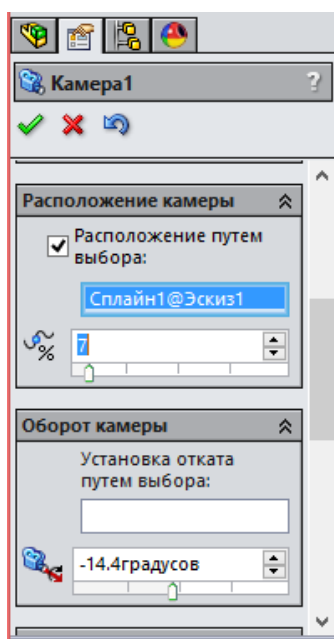 Камера1
?
Расположение камеры
Расположение путем
выбора:
Сплайн1@Эскиз1
%
7
Оборот камеры
Установка отката
путем выбора:
-14.4градусов